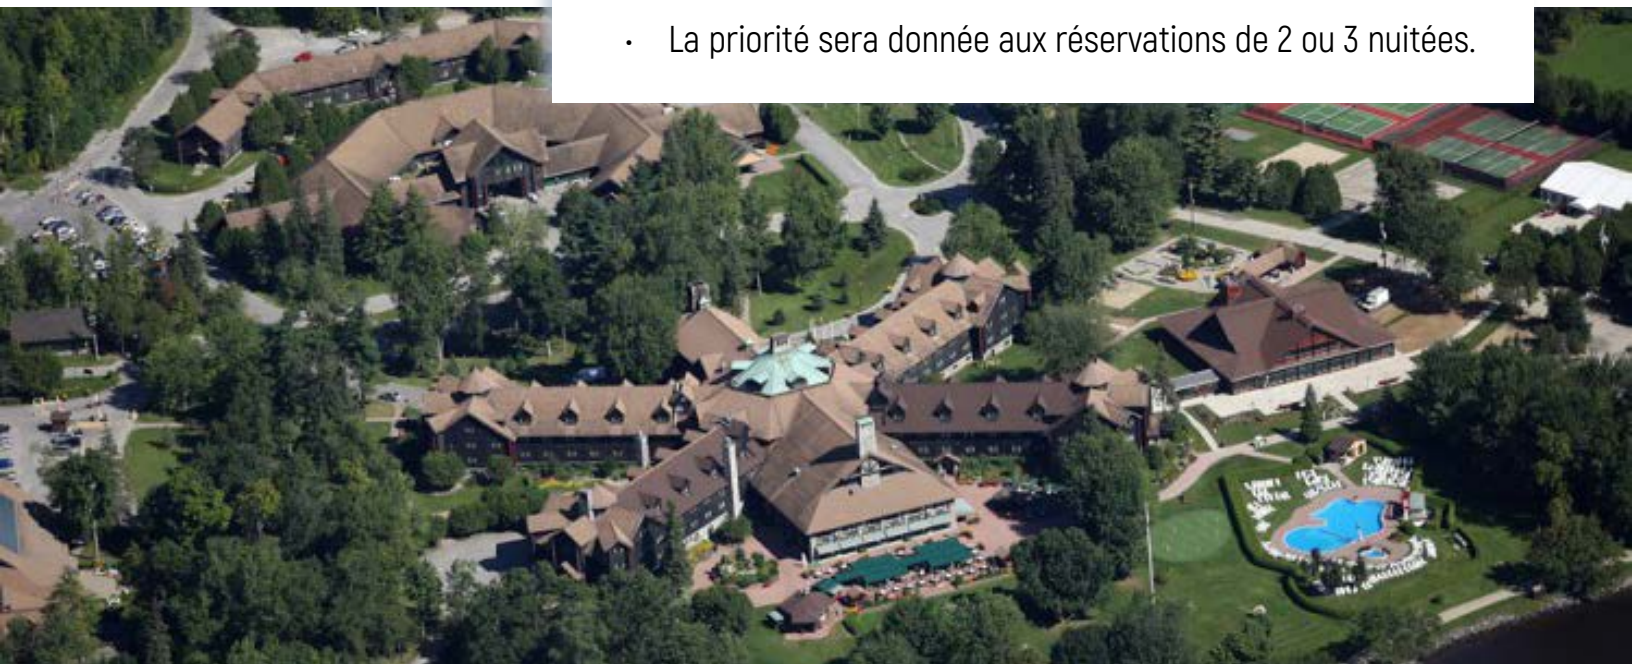 · La priorité sera donnée aux réservations de 2 ou 3 nuitées.